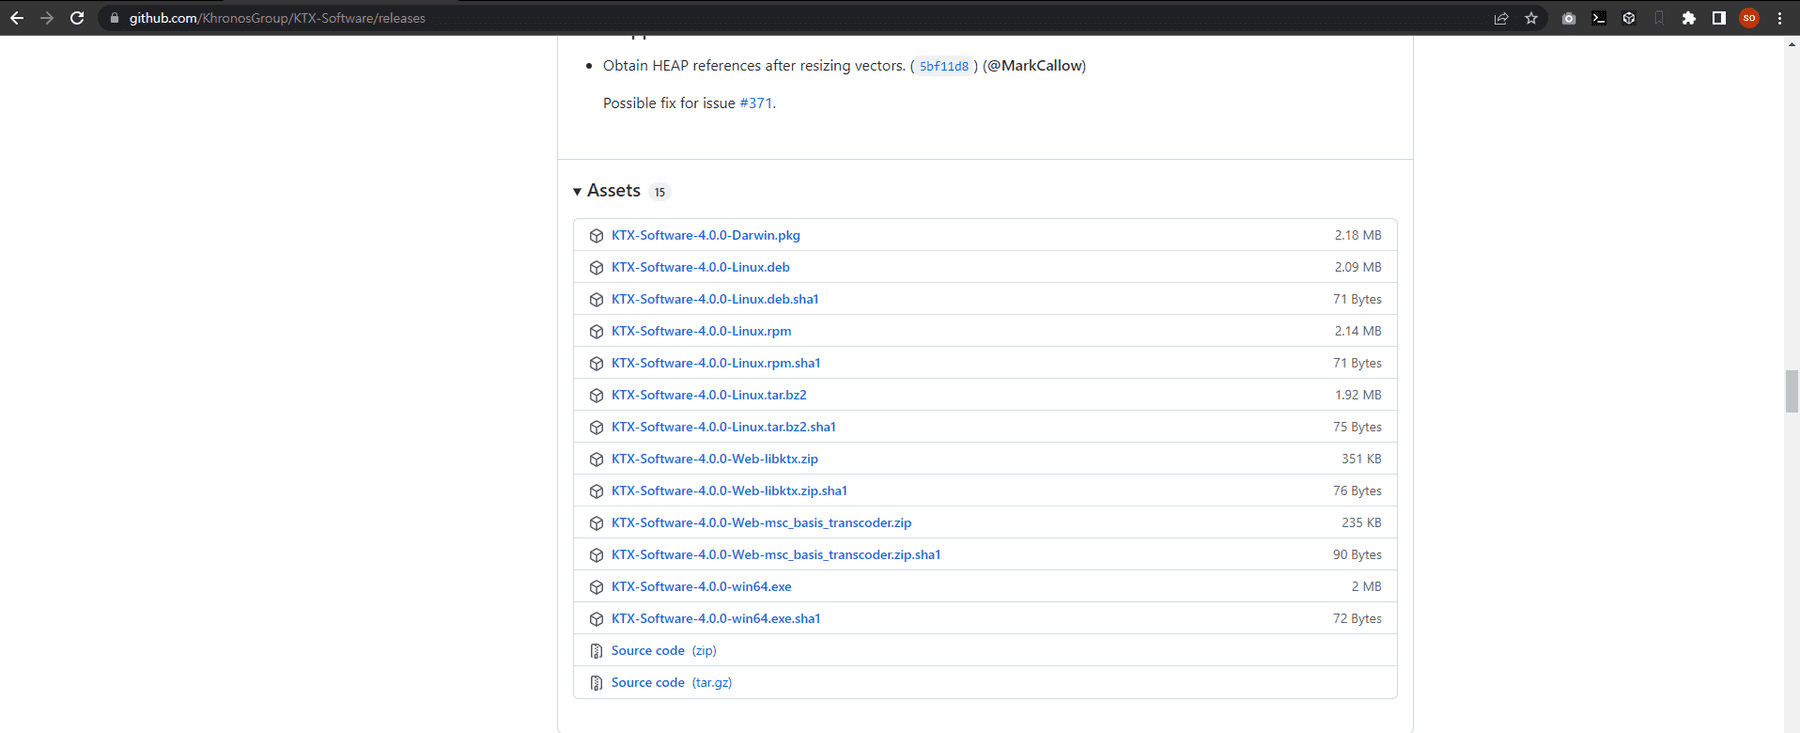 github.com/KhronosGroup/KTX-Software/releases
SO
Obtain HEAP references after resizing vectors. ( 5bf11d8 ) (@MarkCallow)
Possible fix for issue #371.
Assets 15
KTX-Software-4.0.0-Darwin.pkg 2.18 MB
KTX-Software-4.0.0-Linux.deb 2.09 MB
KTX-Software-4.0.0-Linux.deb.sha1 71 Bytes
KTX-Software-4.0.0-Linux.rpm 2.14 MB
KTX-Software-4.0.0-Linux.rpm.sha1 71 Bytes
KTX-Software-4.0.0-Linux.tar.bz2 1.92 MB
KTX-Software-4.0.0-Linux.tar.bz2.sha1 75 Bytes
KTX-Software-4.0.0-Web-libktx.zip 351 KB
KTX-Software-4.0.0-Web-libktx.zip.sha1 76 Bytes
KTX-Software-4.0.0-Web-msc_basis_transcoder.zip 235 KB
KTX-Software-4.0.0-Web-msc_basis_transcoder.zip.sha1 90 Bytes
KTX-Software-4.0.0-win64.exe 2 MB
KTX-Software-4.0.0-win64.exe.sha1 72 Bytes
Source code (zip)
Source code (tar.gz)